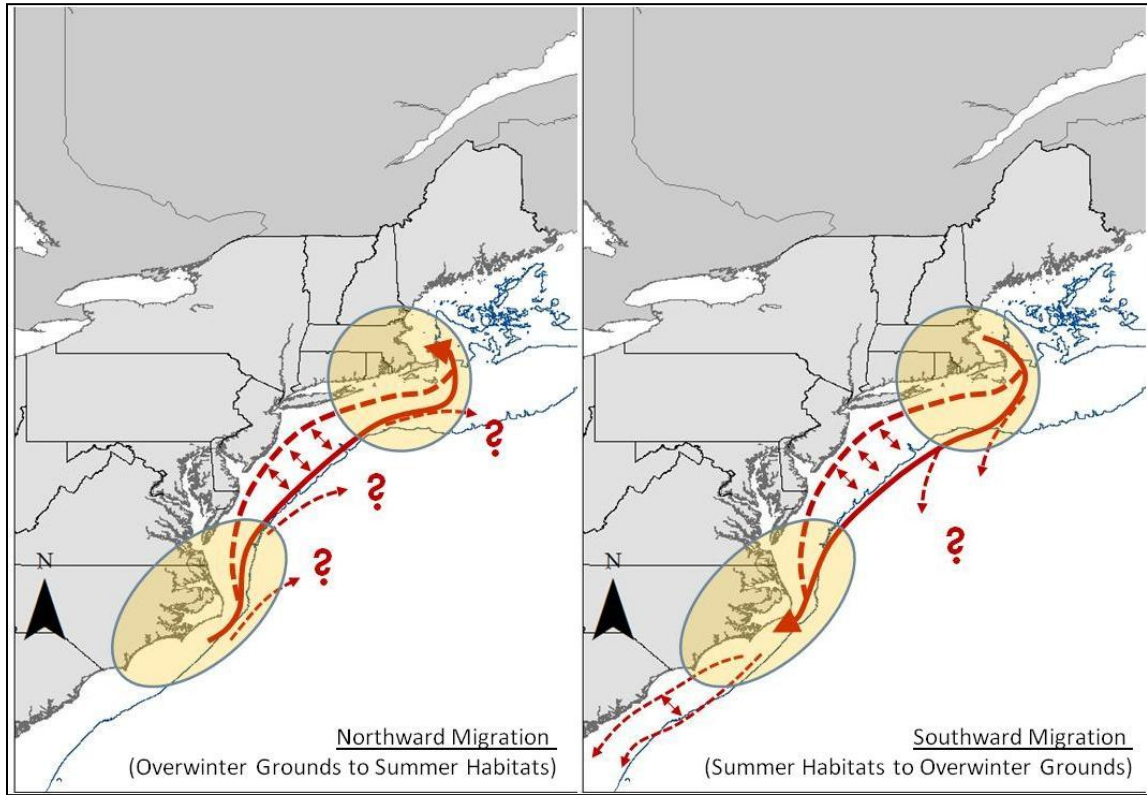 ?
?
?
N
Northward Migration
(Overwinter Grounds to Summer Habitats)
?
N
Southward Migration
(Summer Habitats to Overwinter Grounds)